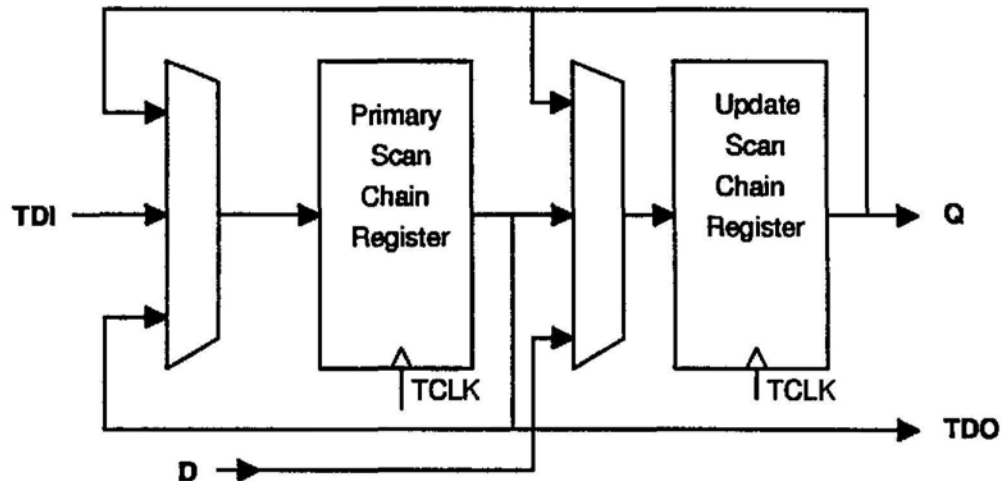 Primary
Scan
Chain
Register
Update
Scan
Chain
Register
TDI
Q
TCLK
TCLK
TDO
D